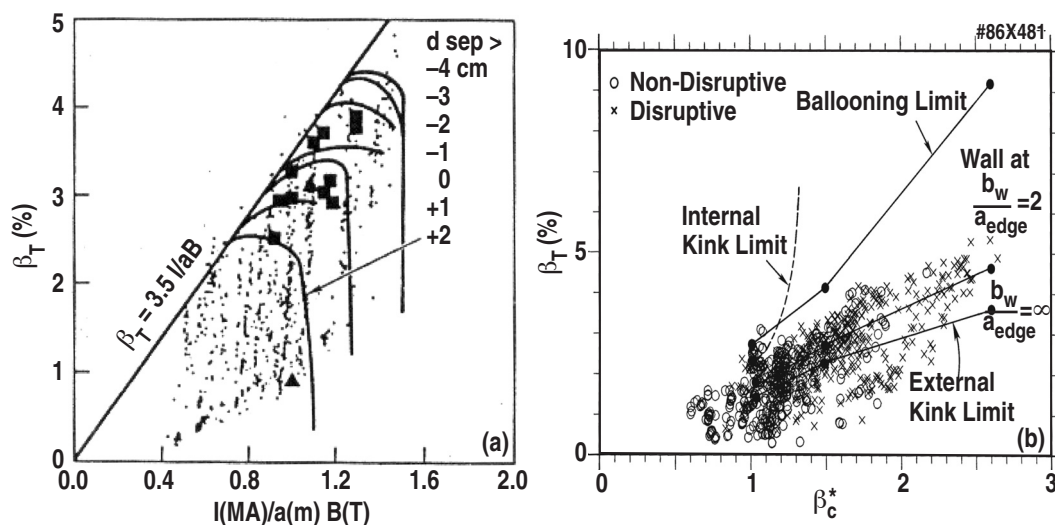 5
4
3
2
1
0
0.0
0.4
0.8
1.2
1.6
2.0
β_T (%)
I(MA)/a(m) B(T)
β_T = 3.5 I/aB
d sep >
–4 cm
–3
–2
–1
0
+1
+2
(a)
#86X481
10
5
0
0
1
2
3
β_T (%)
β*_c
○ Non-Disruptive
× Disruptive
Ballooning Limit
Internal
Kink Limit
Wall at
b_w/a_edge =2
b_w/a_edge =∞
External
Kink Limit
(b)